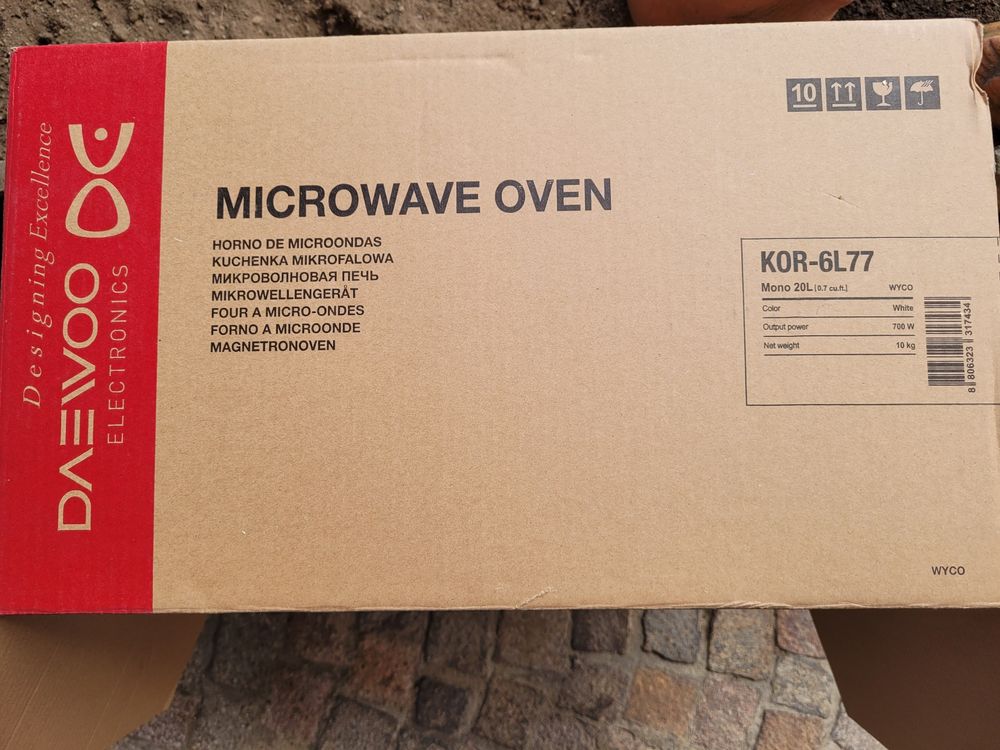 Designing Excellence
DAEWOO
ELECTRONICS
10
MICROWAVE OVEN
HORNO DE MICROONDAS
KUCHENKA MIKROFALOWA
МИКРОВОЛНОВАЯ ПЕЧЬ
MIKROWELLENGERÅT
FOUR A MICRO-ONDES
FORNO A MICROONDE
MAGNETRONOVEN
KOR-6L77
Mono 20L [0.7 cu.ft.] WYCO
Color White
Output power 700 W
Net weight 10 kg
8 806323 317434
WYCO